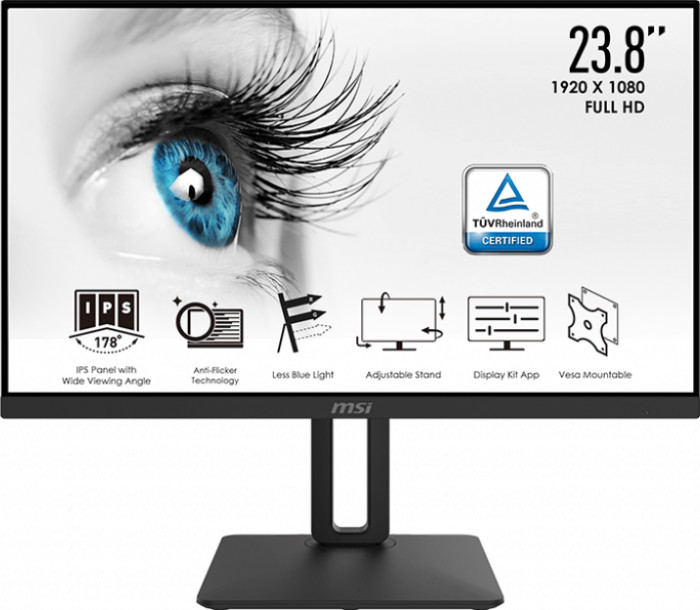 23.8"
1920 X 1080
FULL HD
TÜVRheinland®
CERTIFIED
IPS
178°
IPS Panel with
Wide Viewing Angle
Anti-Flicker
Technology
Less Blue Light
Adjustable Stand
Display Kit App
Vesa Mountable
msi